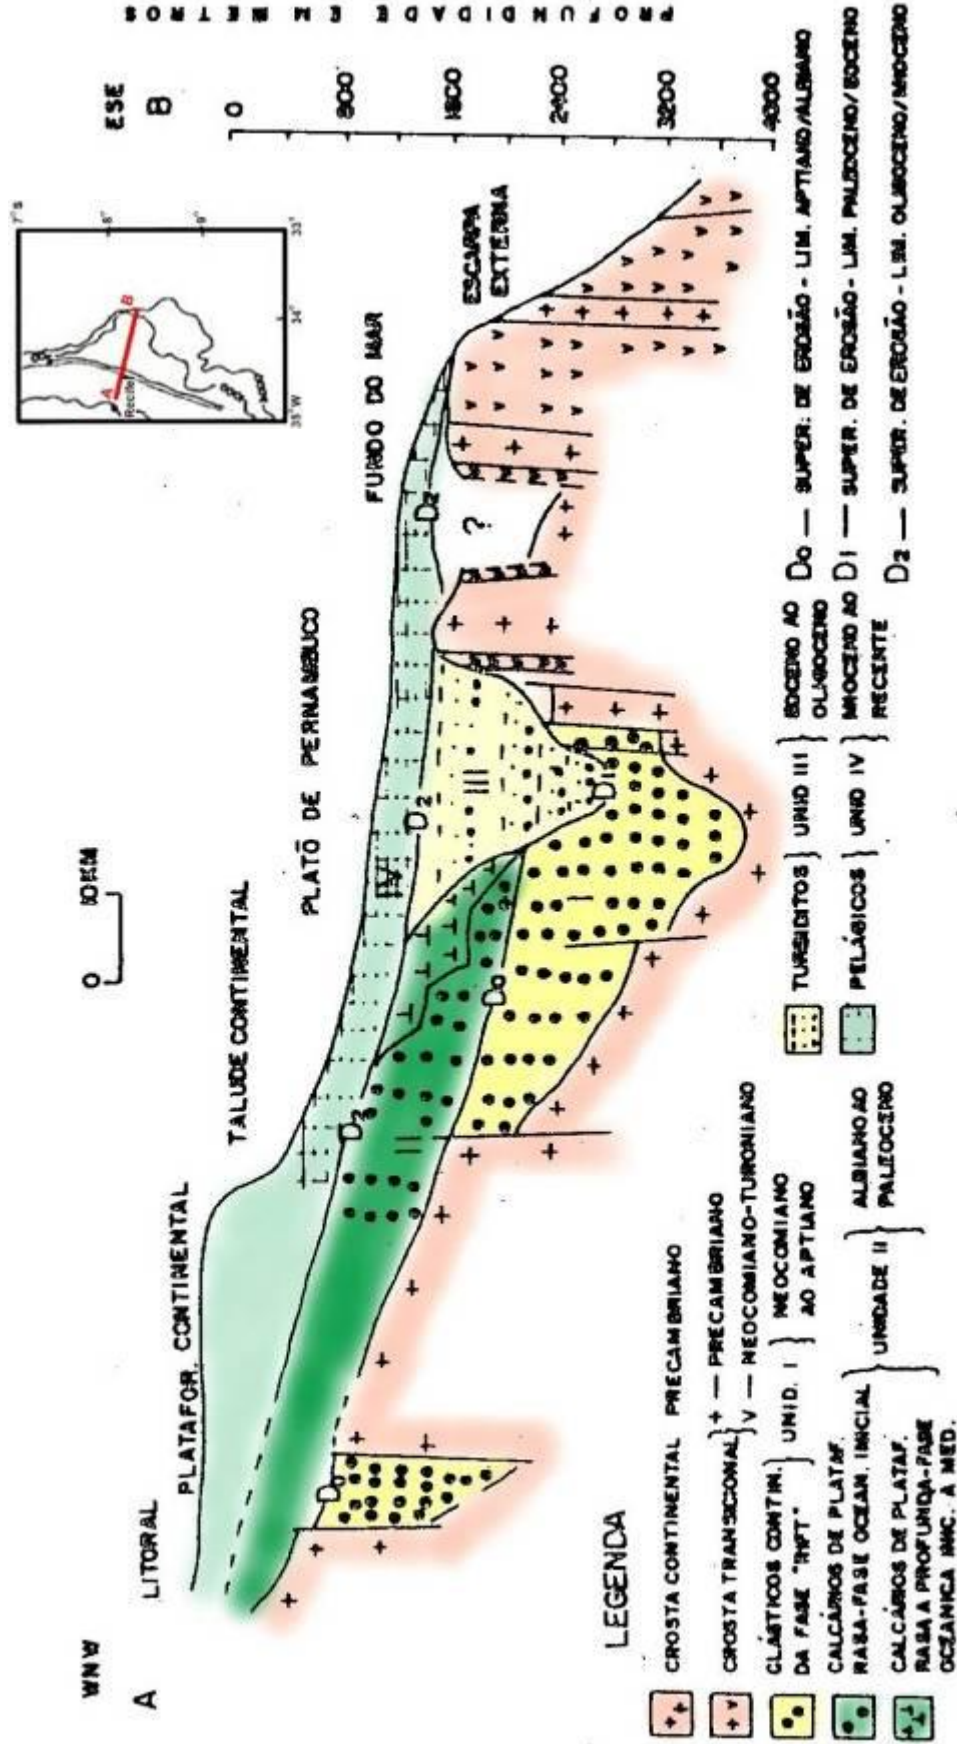 WNW
ESE
A
B
LITORAL
PLATAFOR. CONTINENTAL
TALUDE CONTINENTAL
PLATÔ DE PERNAMBUCO
FUNDO DO MAR
ESCARPA
EXTERNA
0 10KM
7°S
8°
9°
35°W
34°
33°
A
B
Recife
0
800
1600
2400
3200
4000
PROFUNDIDADE EM METROS
D2
D2
D2
IV
III
II
I
D0
D0
D1
?
LEGENDA
CROSTA CONTINENTAL PRECAMBRIANO
CROSTA TRANSICIONAL } + — PRECAMBRIANO
V — NEOCOMIANO-TURONIANO
CLÁSTICOS CONTIN.
DA FASE "RIFT" } UNID. I } NEOCOMIANO
AO APTIANO
CALCÁRIOS DE PLATAF.
RASA-FASE OCEAN. INICIAL
CALCÁRIOS DE PLATAF.
RASA A PROFUNDA-FASE
OCEÂNICA INIC. A MED.
} UNIDADE II } ALBIANO AO
PALEOCENO
TURBIDITOS } UNID III } EOCENO AO
OLIGOCENO
PELÁGICOS } UNID IV } MIOCENO AO
RECENTE
D0 — SUPER. DE EROSÃO - LIM. APTIANO/ALBIANO
D1 — SUPER. DE EROSÃO - LIM. PALEOCENO/EOCENO
D2 — SUPER. DE EROSÃO - LIM. OLIGOCENO/MIOCENO